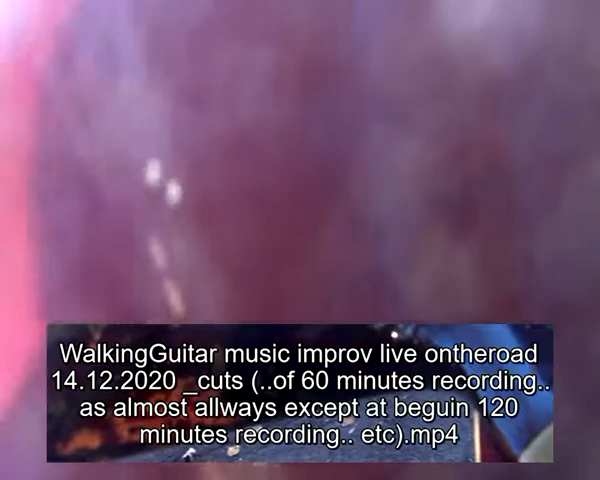 WalkingGuitar music improv live ontheroad
14.12.2020 _cuts (..of 60 minutes recording..
as almost allways except at beguin 120
minutes recording.. etc).mp4